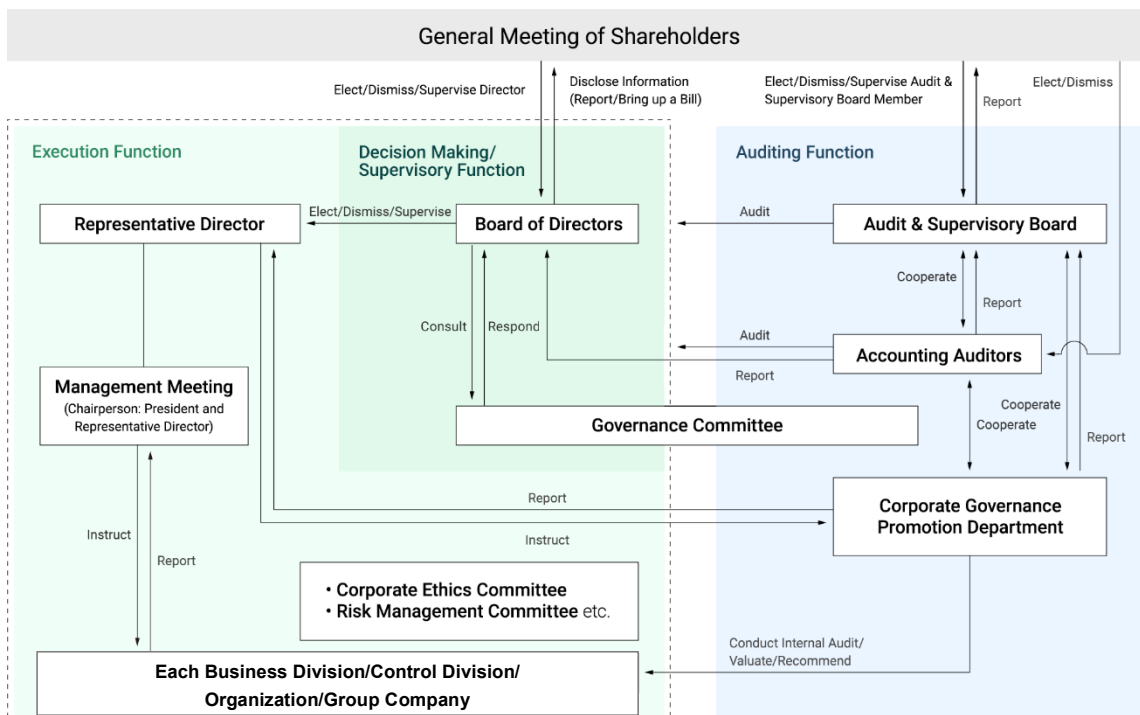 General Meeting of Shareholders
Elect/Dismiss/Supervise Director
Disclose Information
(Report/Bring up a Bill)
Elect/Dismiss/Supervise Audit &
Supervisory Board Member
Report
Elect/Dismiss
Execution Function
Decision Making/
Supervisory Function
Auditing Function
Representative Director
Elect/Dismiss/Supervise
Board of Directors
Audit
Audit & Supervisory Board
Cooperate
Report
Consult
Respond
Audit
Accounting Auditors
Report
Management Meeting
(Chairperson: President and
Representative Director)
Governance Committee
Cooperate
Cooperate
Report
Report
Corporate Governance
Promotion Department
Instruct
Instruct
Report
• Corporate Ethics Committee
• Risk Management Committee etc.
Conduct Internal Audit/
Valuate/Recommend
Each Business Division/Control Division/
Organization/Group Company